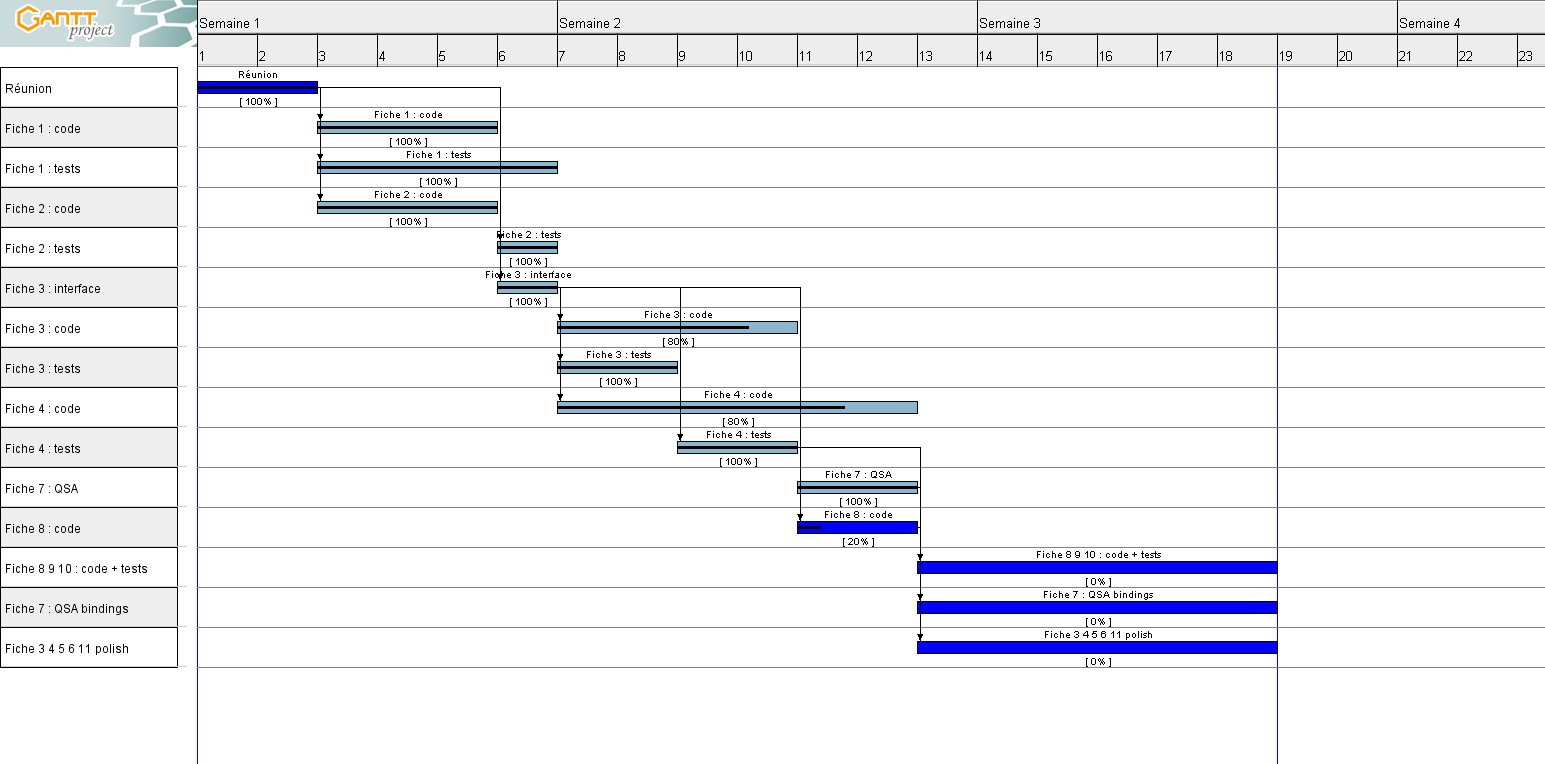 GANTT
project
Semaine 1
Semaine 2
Semaine 3
Semaine 4
1 2 3 4 5 6 7 8 9 10 11 12 13 14 15 16 17 18 19 20 21 22 23
Réunion
Réunion
[ 100% ]
Fiche 1 : code
Fiche 1 : code
[ 100% ]
Fiche 1 : tests
Fiche 1 : tests
[ 100% ]
Fiche 2 : code
Fiche 2 : code
[ 100% ]
Fiche 2 : tests
Fiche 2 : tests
[ 100% ]
Fiche 3 : interface
Fiche 3 : interface
[ 100% ]
Fiche 3 : code
Fiche 3 : code
[ 80% ]
Fiche 3 : tests
Fiche 3 : tests
[ 100% ]
Fiche 4 : code
Fiche 4 : code
[ 80% ]
Fiche 4 : tests
Fiche 4 : tests
[ 100% ]
Fiche 7 : QSA
Fiche 7 : QSA
[ 100% ]
Fiche 8 : code
Fiche 8 : code
[ 20% ]
Fiche 8 9 10 : code + tests
Fiche 8 9 10 : code + tests
[ 0% ]
Fiche 7 : QSA bindings
Fiche 7 : QSA bindings
[ 0% ]
Fiche 3 4 5 6 11 polish
Fiche 3 4 5 6 11 polish
[ 0% ]